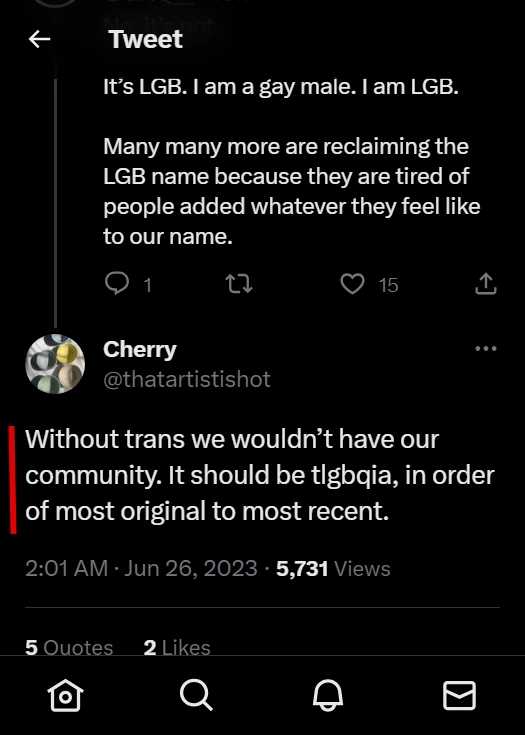 Tweet
No, it's not.
It's LGB. I am a gay male. I am LGB.
Many many more are reclaiming the
LGB name because they are tired of
people added whatever they feel like
to our name.
1
15
Cherry
@thatartistishot
Without trans we wouldn't have our
community. It should be tlgbqia, in order
of most original to most recent.
2:01 AM · Jun 26, 2023 · 5,731 Views
5 Quotes 2 Likes